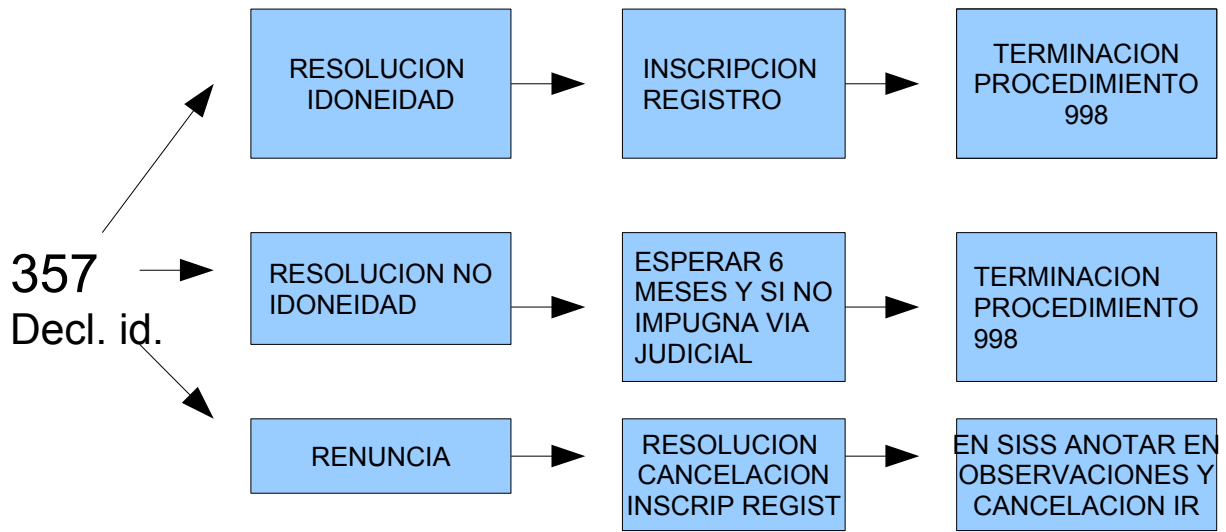 RESOLUCION
IDONEIDAD
INSCRIPCION
REGISTRO
TERMINACION
PROCEDIMIENTO
998
357
Decl. id.
RESOLUCION NO
IDONEIDAD
ESPERAR 6
MESES Y SI NO
IMPUGNA VIA
JUDICIAL
TERMINACION
PROCEDIMIENTO
998
RENUNCIA
RESOLUCION
CANCELACION
INSCRIP REGIST
EN SISS ANOTAR EN
OBSERVACIONES Y
CANCELACION IR